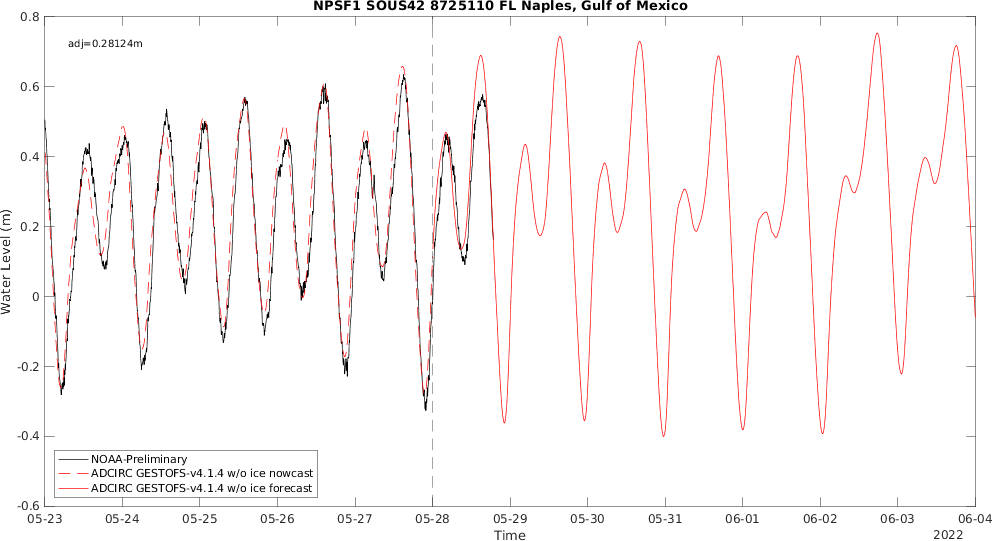 NPSF1 SOUS42 8725110 FL Naples, Gulf of Mexico
adj=0.28124m
0.8
0.6
0.4
0.2
0
-0.2
-0.4
-0.6
Water Level (m)
NOAA-Preliminary
ADCIRC GESTOFS-v4.1.4 w/o ice nowcast
ADCIRC GESTOFS-v4.1.4 w/o ice forecast
05-23 05-24 05-25 05-26 05-27 05-28 05-29 05-30 05-31 06-01 06-02 06-03 06-04
Time
2022